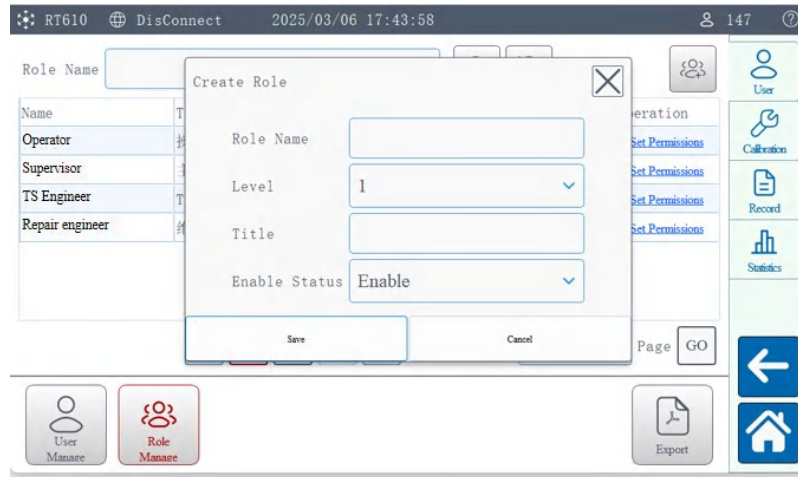 RT610 DisConnect 2025/03/06 17:43:58 147
Role Name
Create Role
User
Name
T
eration
Operator
Set Permissions
Supervisor
Set Permissions
TS Engineer
T
Set Permissions
Repair engineer
Set Permissions
Role Name
Level 1
Title
Enable Status Enable
Save Cancel
Calibration
Record
Statistics
Page GO
User
Manage
Role
Manage
Export